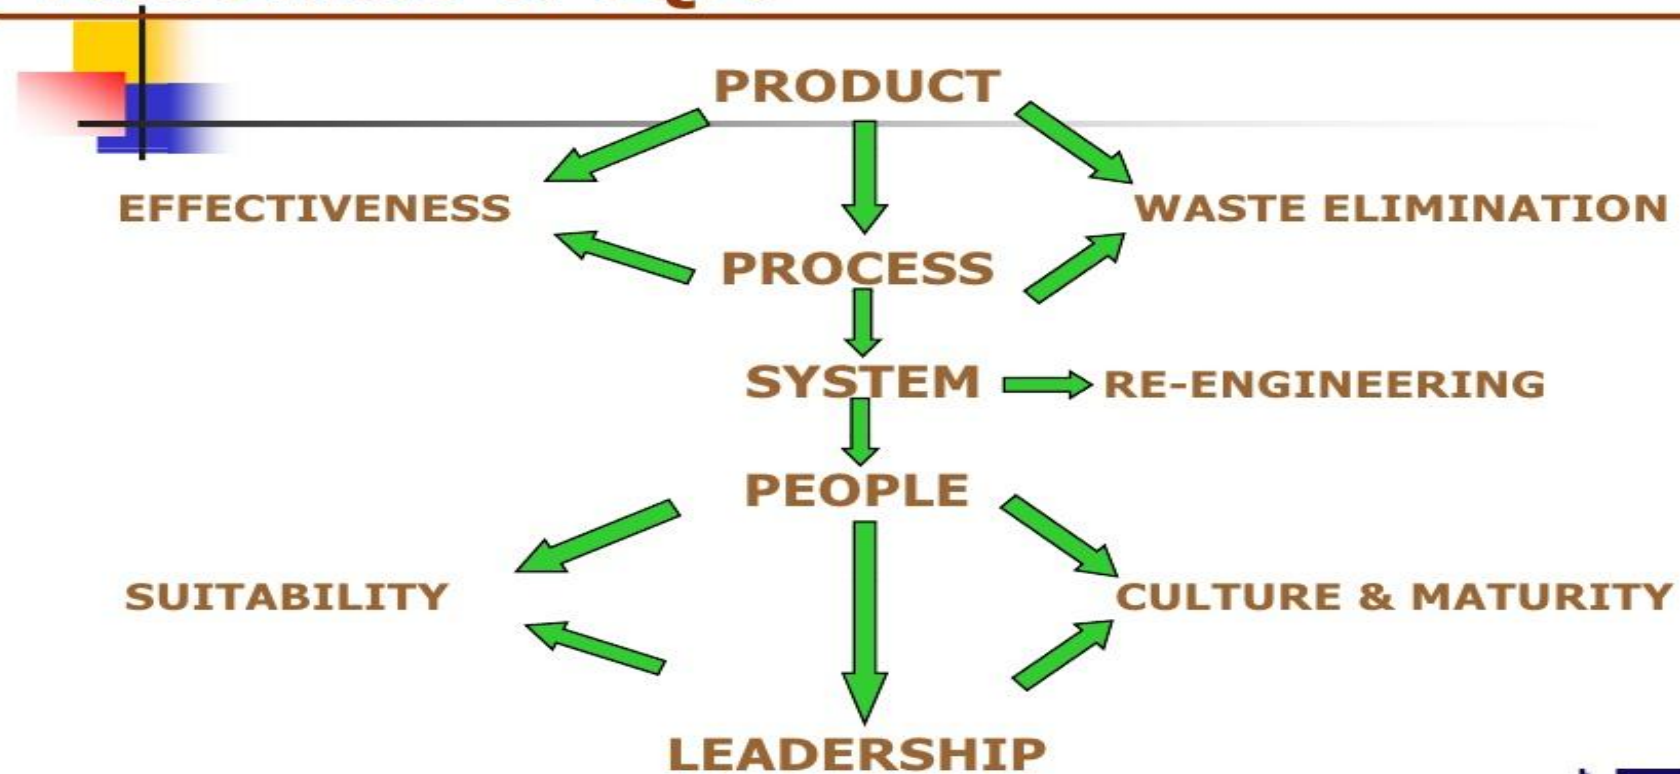 PRODUCT
EFFECTIVENESS
WASTE ELIMINATION
PROCESS
SYSTEM
RE-ENGINEERING
PEOPLE
SUITABILITY
CULTURE & MATURITY
LEADERSHIP